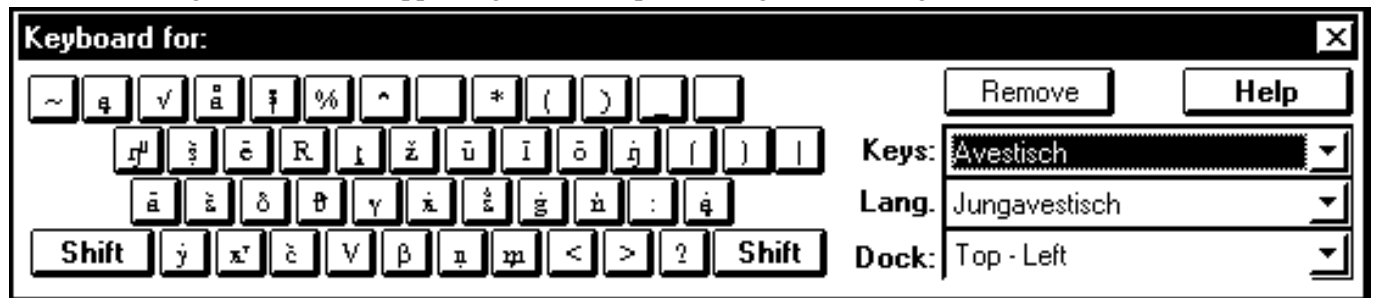 Keyboard for:
~ ą √ å % ^ * ( ) _ Remove Help
ŋᵘ ē R ṱ ž ū ī ō ŋ̇ ( ) | Keys: Avestisch
ā δ ϑ γ ẋ ġ ń : ą̇ Lang. Jungavestisch
Shift ẏ xᵛ č V β ṇ m̨ < > ? Shift Dock: Top - Left